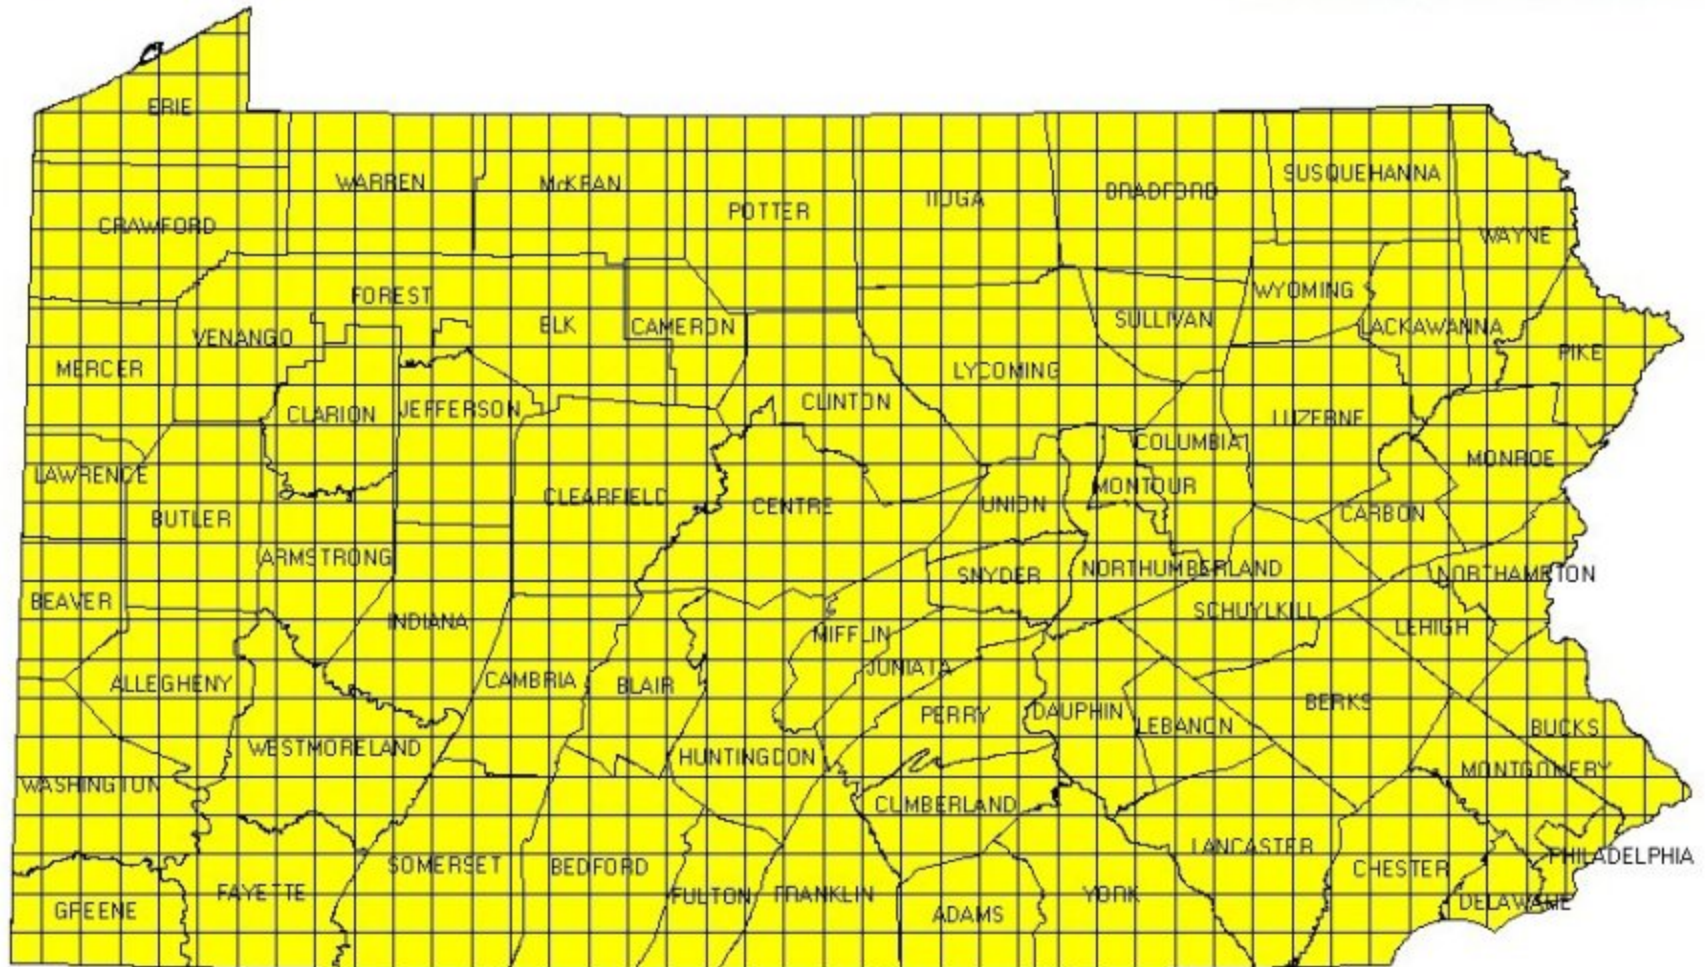 ERIE
SUSQUEHANNA
WARREN
McKEAN
BRADFORD
TIOGA
POTTER
CRAWFORD
WAYNE
WYOMING
FOREST
SULLIVAN
ELK
CAMERON
LACKAWANNA
VENANGO
PIKE
MERCER
LYCOMING
CLINTON
JEFFERSON
CLARION
LUZERNE
COLUMBIA
MONROE
LAWRENCE
MONTOUR
CLEARFIELD
UNION
CENTRE
CARBON
BUTLER
ARMSTRONG
NORTHUMBERLAND
NORTHAMPTON
SNYDER
BEAVER
SCHUYLKILL
INDIANA
LEHIGH
MIFFLIN
JUNIATA
CAMBRIA
ALLEGHENY
BLAIR
BERKS
DAUPHIN
PERRY
LEBANON
BUCKS
WESTMORELAND
HUNTINGDON
MONTGOMERY
WASHINGTON
CUMBERLAND
LANCASTER
PHILADELPHIA
SOMERSET
BEDFORD
CHESTER
FAYETTE
FULTON
FRANKLIN
YORK
DELAWARE
GREENE
ADAMS